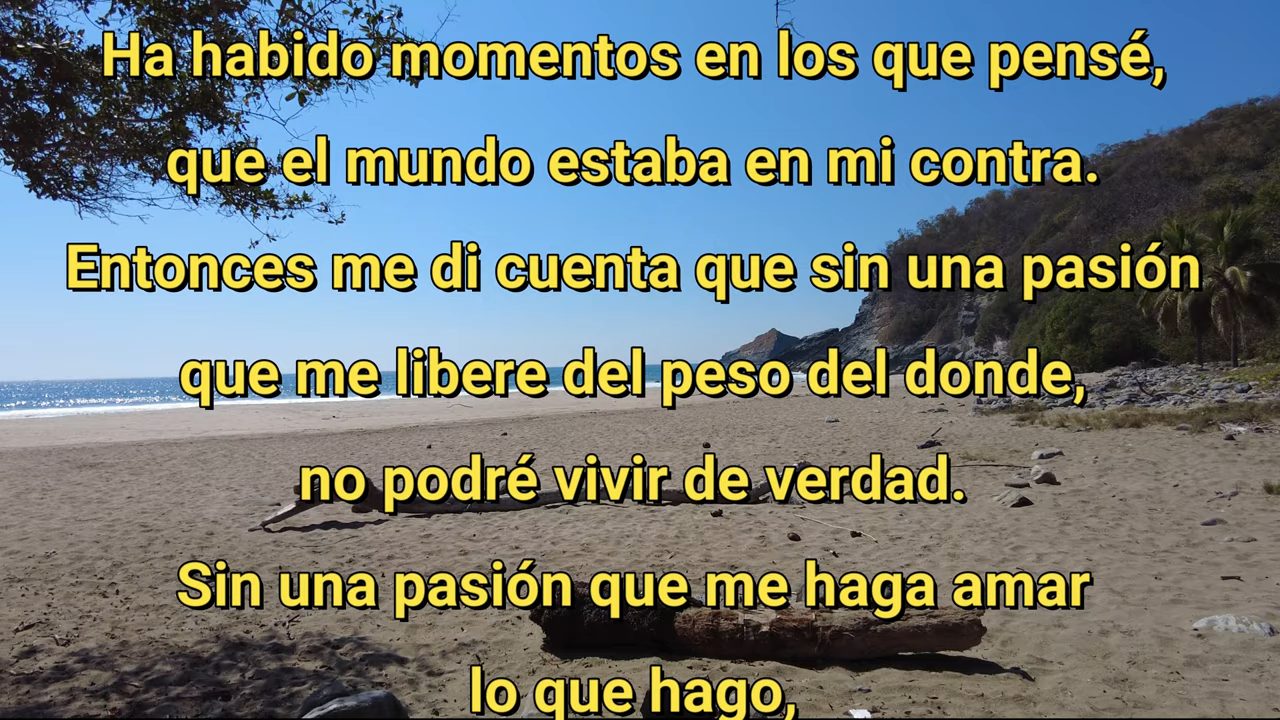 Ha habido momentos en los que pensé,
que el mundo estaba en mi contra.
Entonces me di cuenta que sin una pasión
que me libere del peso del donde,
no podré vivir de verdad.
Sin una pasión que me haga amar
lo que hago,